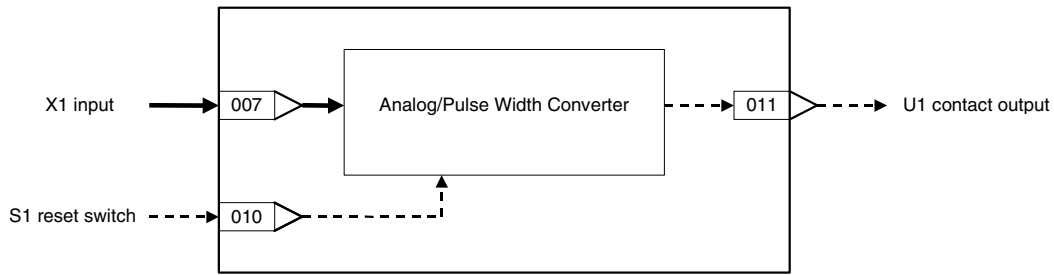 X1 input
007
Analog/Pulse Width Converter
011
U1 contact output
S1 reset switch
010